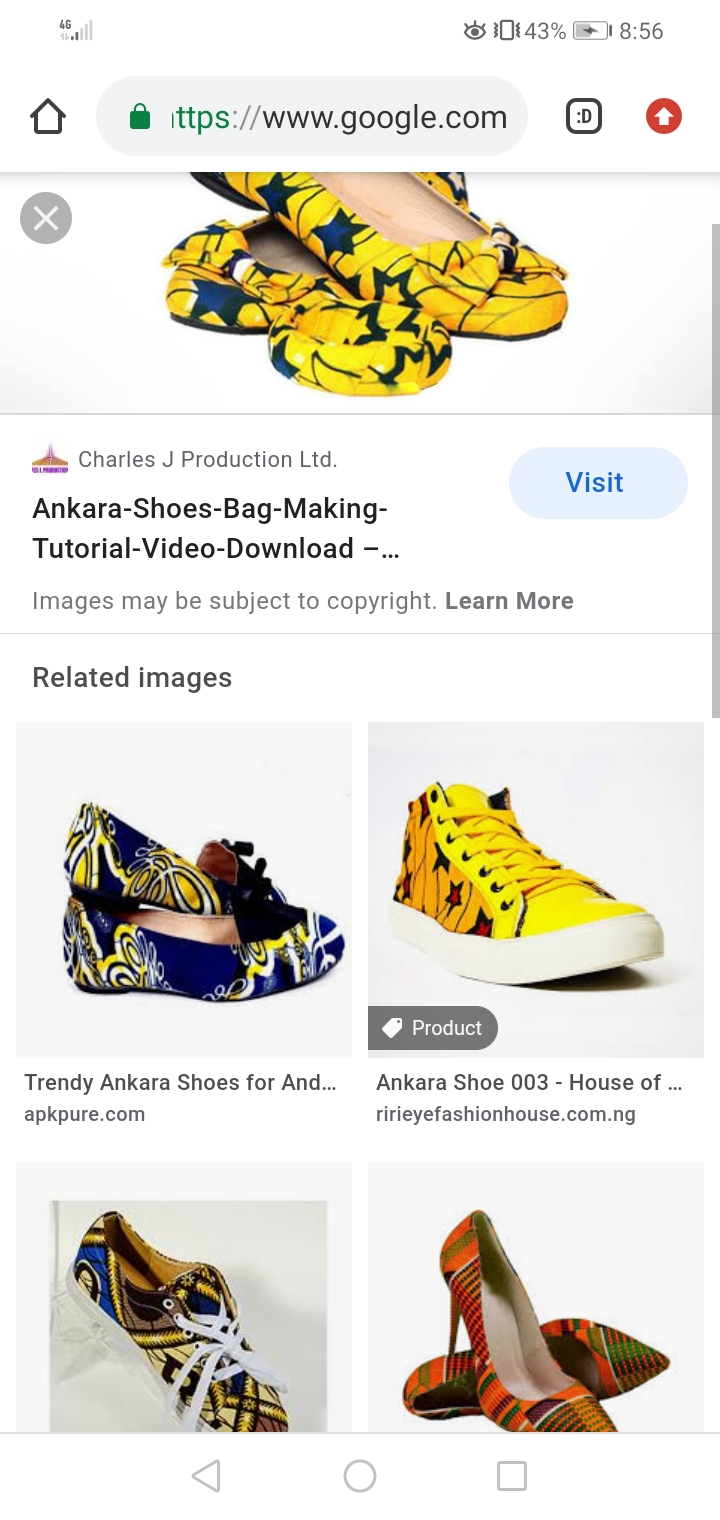 4G
43% 8:56
ttps://www.google.com
:D
Charles J Production Ltd.
Visit
Ankara-Shoes-Bag-Making-
Tutorial-Video-Download –...
Images may be subject to copyright. Learn More
Related images
Product
Trendy Ankara Shoes for And...
apkpure.com
Ankara Shoe 003 - House of ...
ririeyefashionhouse.com.ng